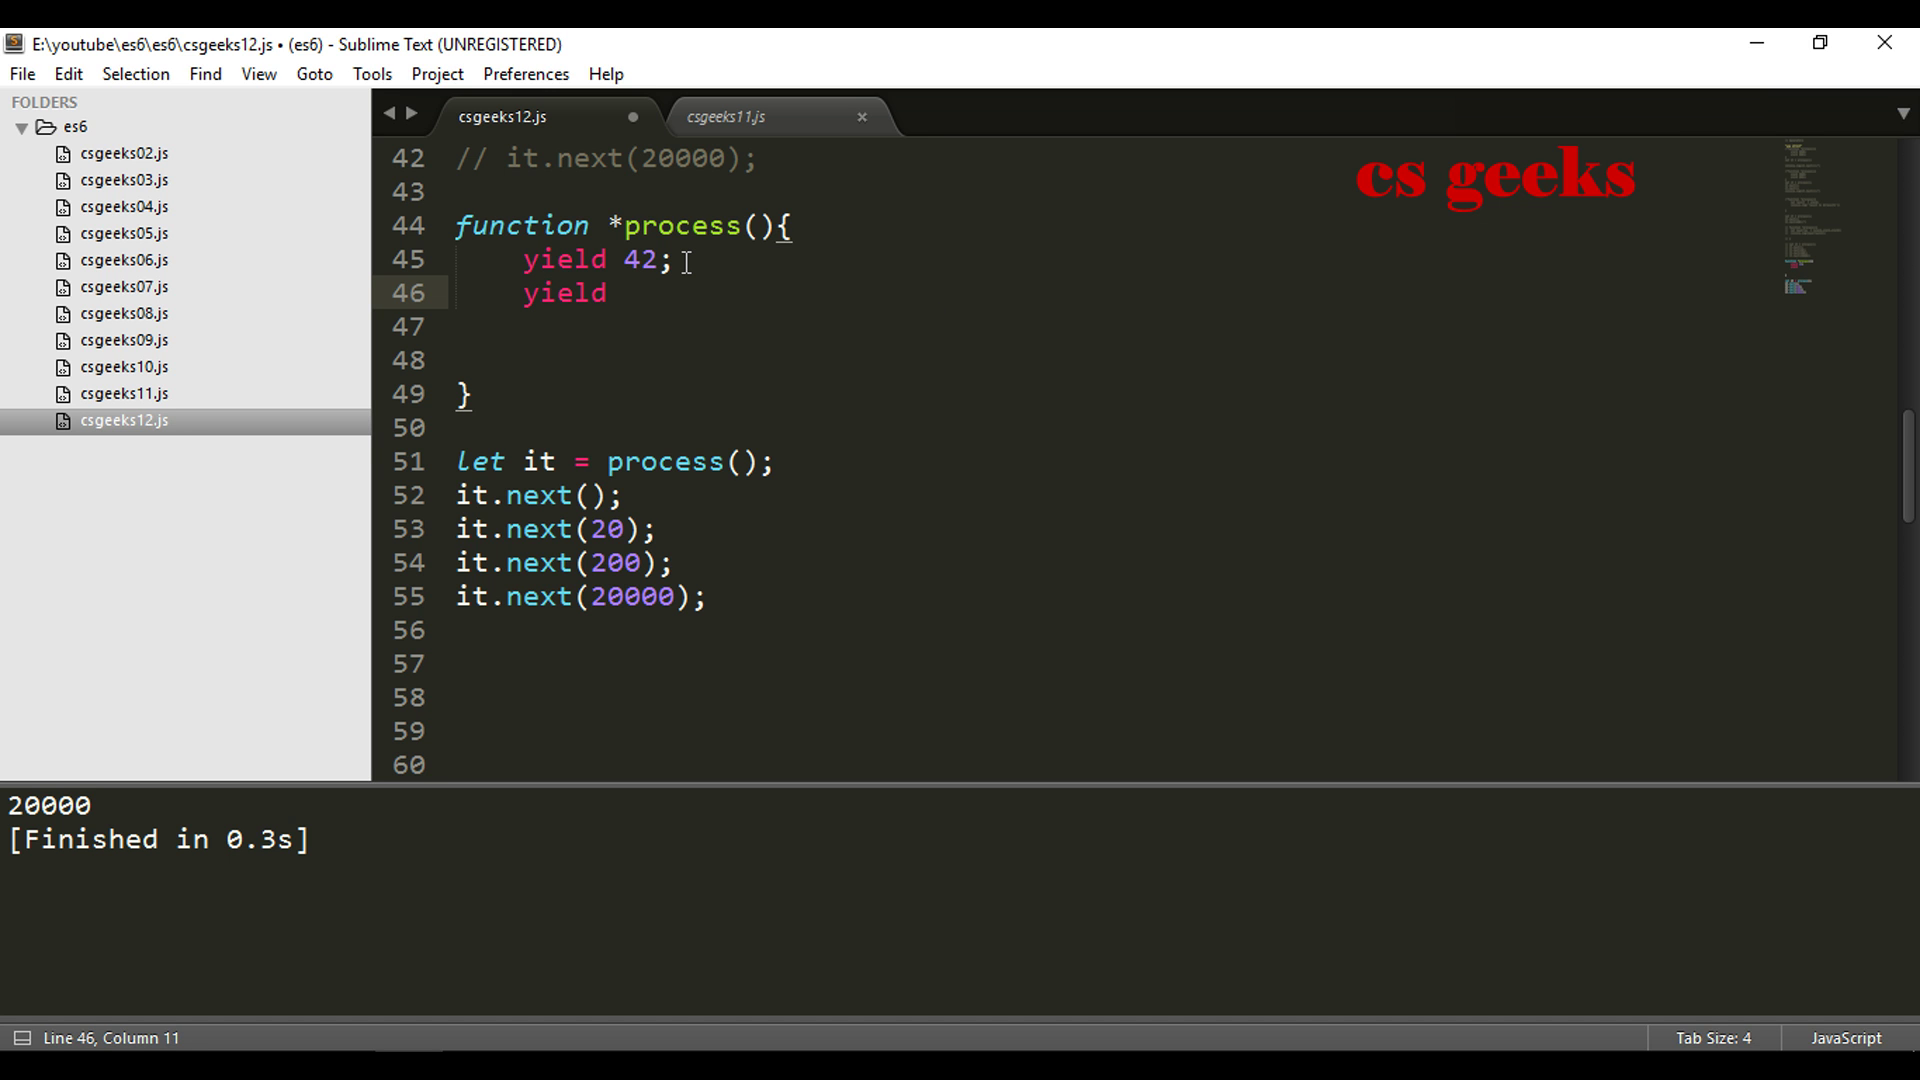 E:\youtube\es6\es6\csgeeks12.js • (es6) - Sublime Text (UNREGISTERED)
File Edit Selection Find View Goto Tools Project Preferences Help
FOLDERS
es6
csgeeks02.js
csgeeks03.js
csgeeks04.js
csgeeks05.js
csgeeks06.js
csgeeks07.js
csgeeks08.js
csgeeks09.js
csgeeks10.js
csgeeks11.js
csgeeks12.js
csgeeks12.js csgeeks11.js
cs geeks
42 // it.next(20000);
43
44 function *process(){
45 yield 42;
46 yield
47
48
49 }
50
51 let it = process();
52 it.next();
53 it.next(20);
54 it.next(200);
55 it.next(20000);
56
57
58
59
60
20000
[Finished in 0.3s]
Line 46, Column 11 Tab Size: 4 JavaScript